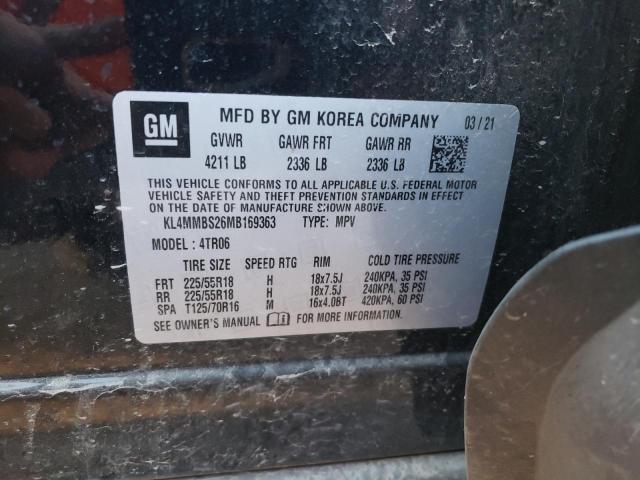 GM
MFD BY GM KOREA COMPANY 03/21
GVWR GAWR FRT GAWR RR
4211 LB 2336 LB 2336 LB
THIS VEHICLE CONFORMS TO ALL APPLICABLE U.S. FEDERAL MOTOR
VEHICLE SAFETY AND THEFT PREVENTION STANDARDS IN EFFECT
ON THE DATE OF MANUFACTURE SHOWN ABOVE.
KL4MMBS26MB169363 TYPE: MPV
MODEL: 4TR06
TIRE SIZE SPEED RTG RIM COLD TIRE PRESSURE
FRT 225/55R18 H 18x7.5J 240KPA, 35 PSI
RR 225/55R18 H 18x7.5J 240KPA, 35 PSI
SPA T125/70R16 M 16x4.0BT 420KPA, 60 PSI
SEE OWNER'S MANUAL FOR MORE INFORMATION.